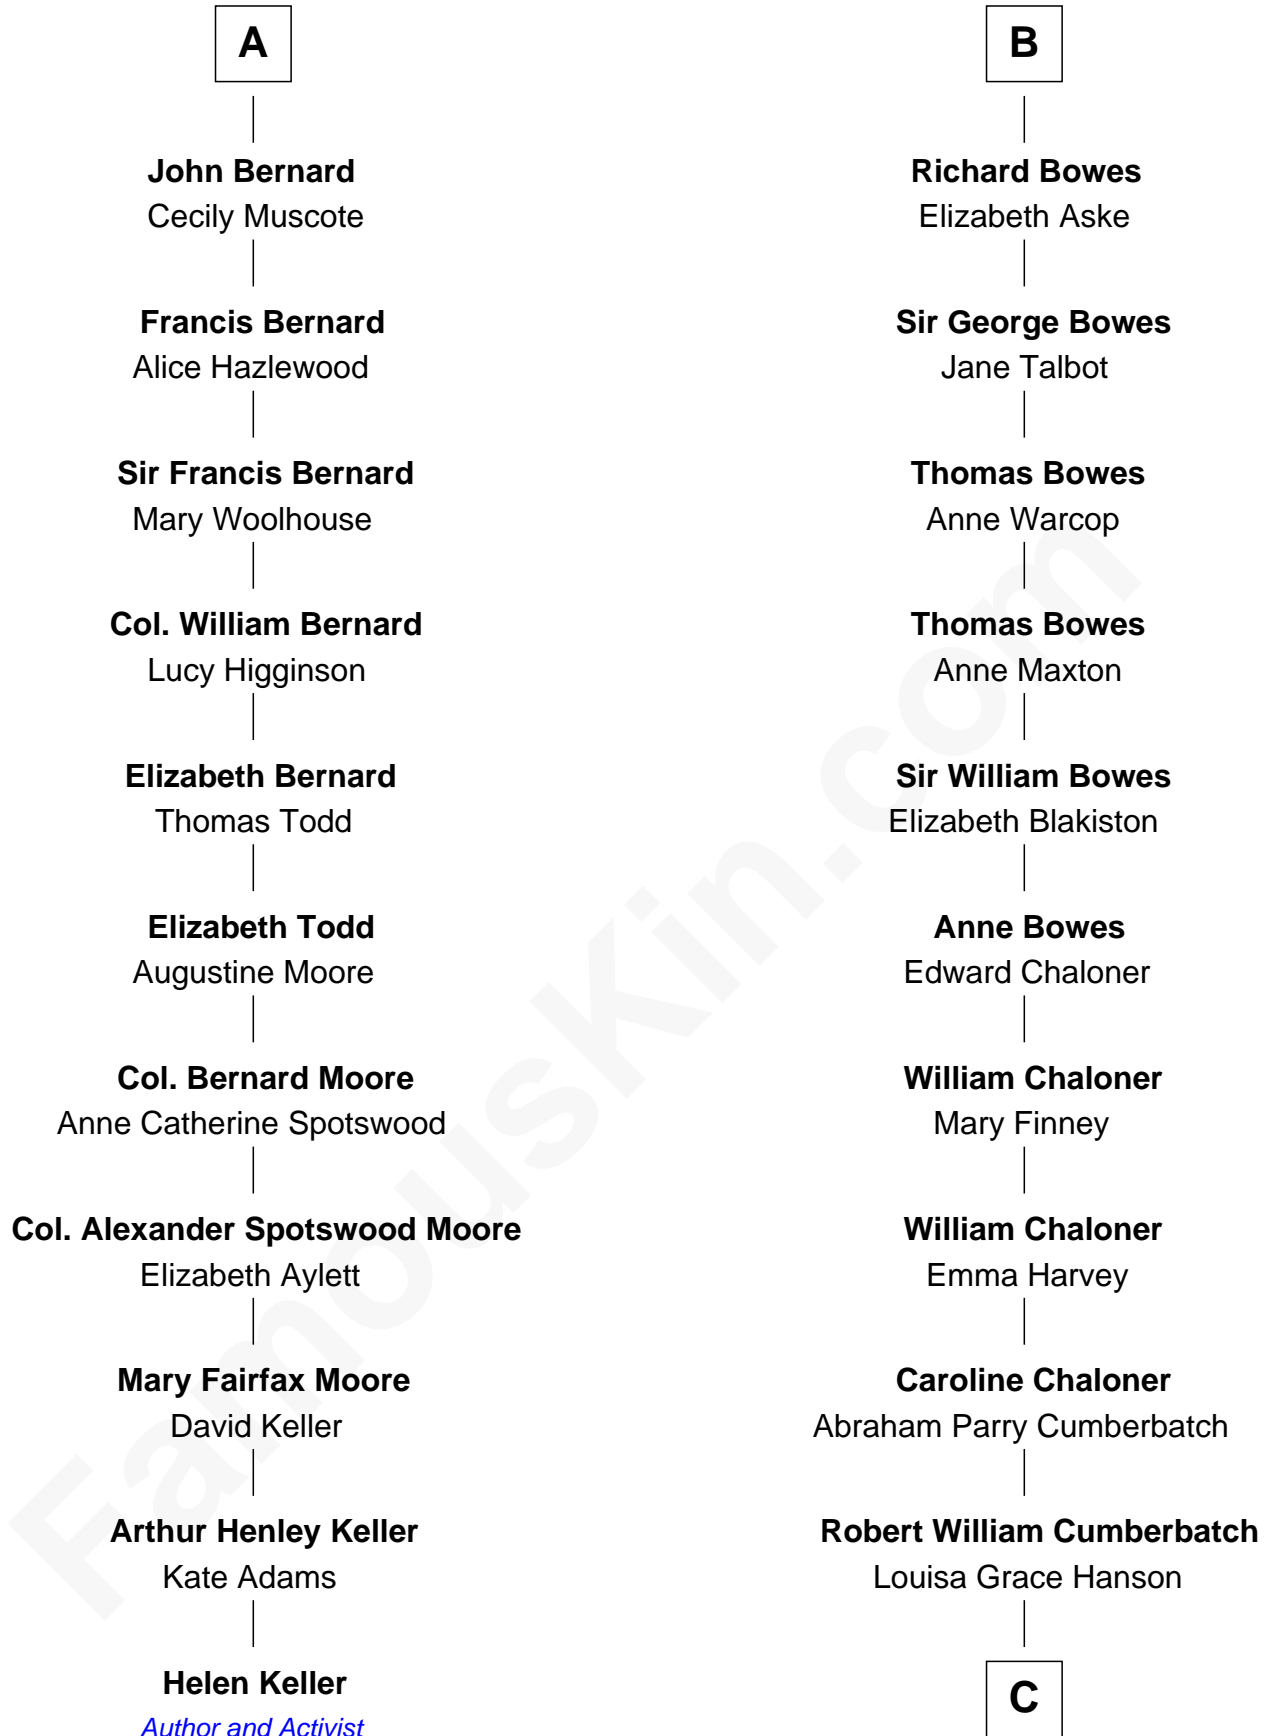 A
John Bernard
Cecily Muscote
Francis Bernard
Alice Hazlewood
Sir Francis Bernard
Mary Woolhouse
Col. William Bernard
Lucy Higginson
Elizabeth Bernard
Thomas Todd
Elizabeth Todd
Augustine Moore
Col. Bernard Moore
Anne Catherine Spotswood
Col. Alexander Spotswood Moore
Elizabeth Aylett
Mary Fairfax Moore
David Keller
Arthur Henley Keller
Kate Adams
Helen Keller
Author and Activist
B
Richard Bowes
Elizabeth Aske
Sir George Bowes
Jane Talbot
Thomas Bowes
Anne Warcop
Thomas Bowes
Anne Maxton
Sir William Bowes
Elizabeth Blakiston
Anne Bowes
Edward Chaloner
William Chaloner
Mary Finney
William Chaloner
Emma Harvey
Caroline Chaloner
Abraham Parry Cumberbatch
Robert William Cumberbatch
Louisa Grace Hanson
C
FamousKin.com